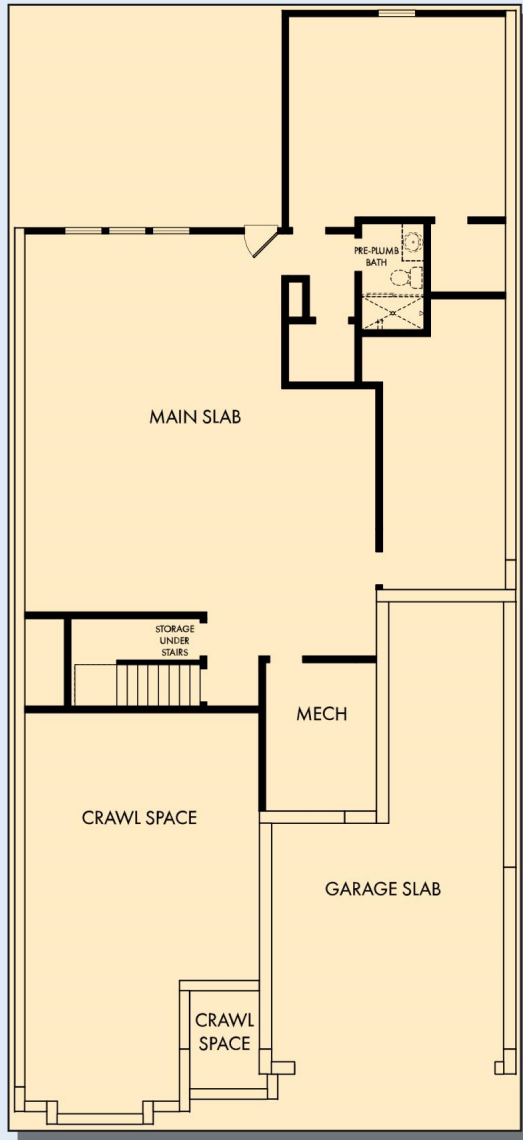 PRE-PLUMB
BATH
MAIN SLAB
STORAGE
UNDER
STAIRS
MECH
CRAWL SPACE
GARAGE SLAB
CRAWL
SPACE